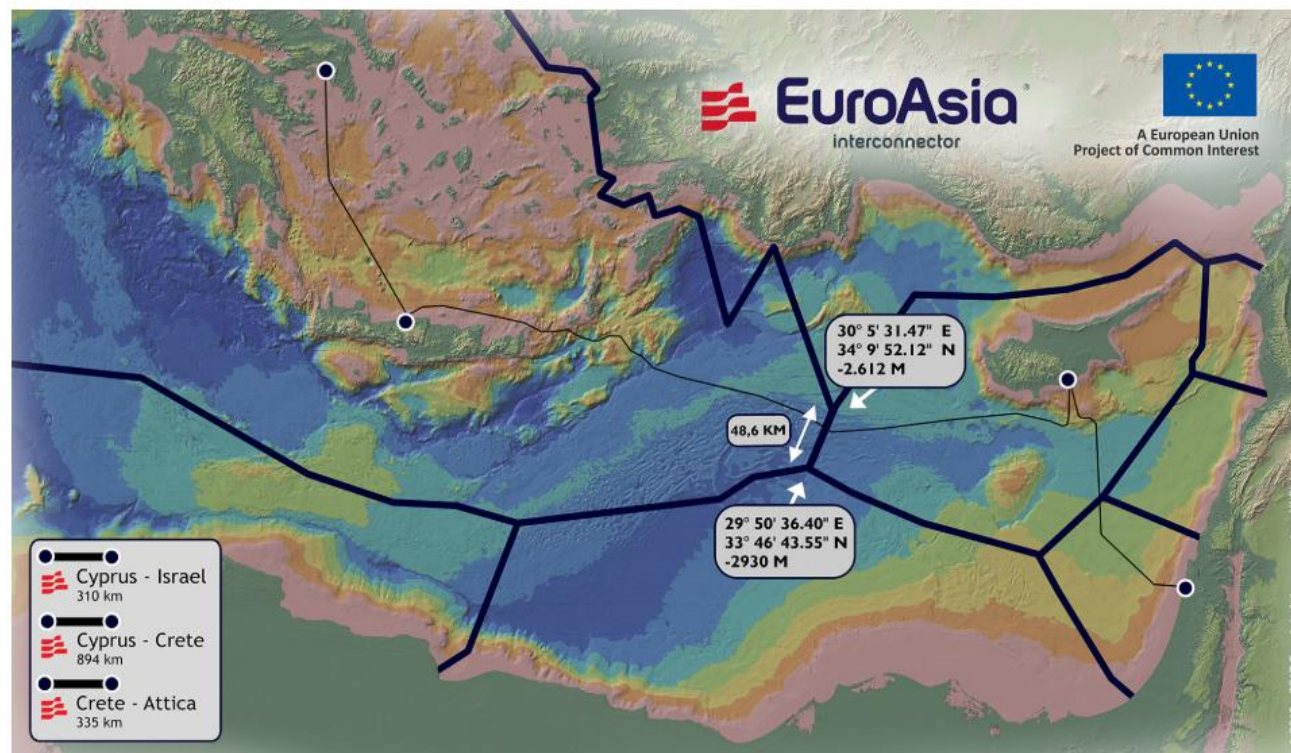 EuroAsia
interconnector
A European Union
Project of Common Interest
30° 5' 31.47" E
34° 9' 52.12" N
-2.612 M
48,6 KM
29° 50' 36.40" E
33° 46' 43.55" N
-2930 M
Cyprus - Israel
310 km
Cyprus - Crete
894 km
Crete - Attica
335 km